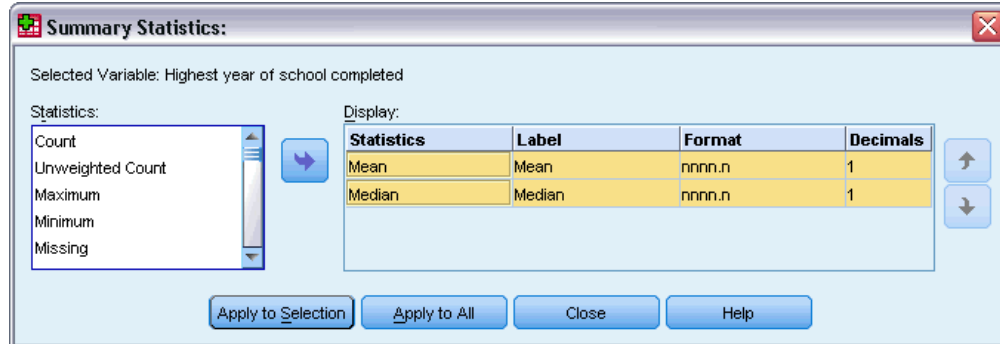 Summary Statistics:
Selected Variable: Highest year of school completed
Statistics:
Display:
Count
Unweighted Count
Maximum
Minimum
Missing
Statistics Label Format Decimals
Mean Mean nnnn.n 1
Median Median nnnn.n 1
Apply to Selection Apply to All Close Help